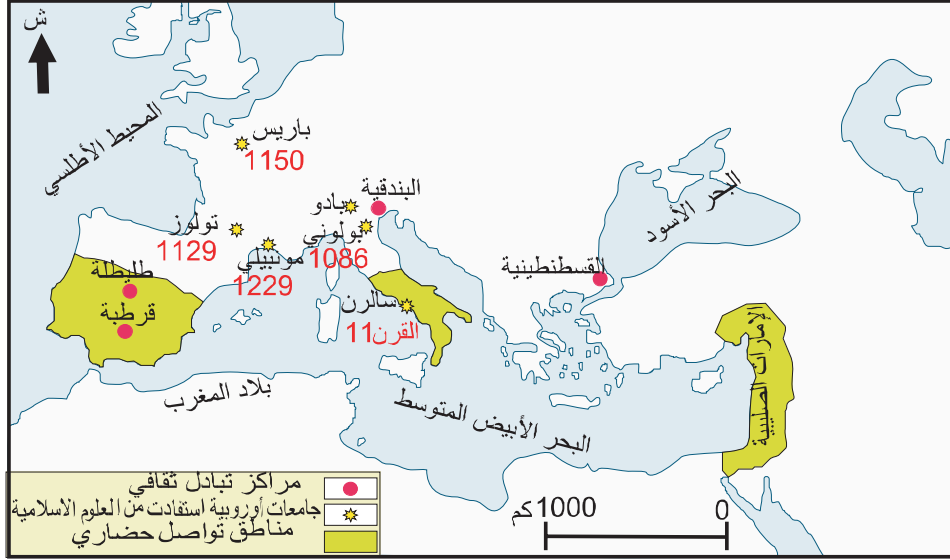 ش
المحيط الأطلسي
باريس
1150
البندقية
بادو
بولوني
1086
تولوز
1129
مونبيلي
1229
البحر الأسود
القسطنطينية
طليطلة
قرطبة
سالرن
القرن11
الإمارات الصليبية
بلاد المغرب
البحر الأبيض المتوسط
مراكز تبادل ثقافي
جامعات أوروبية استفادت من العلوم الاسلامية
مناطق تواصل حضاري
1000 كم
0